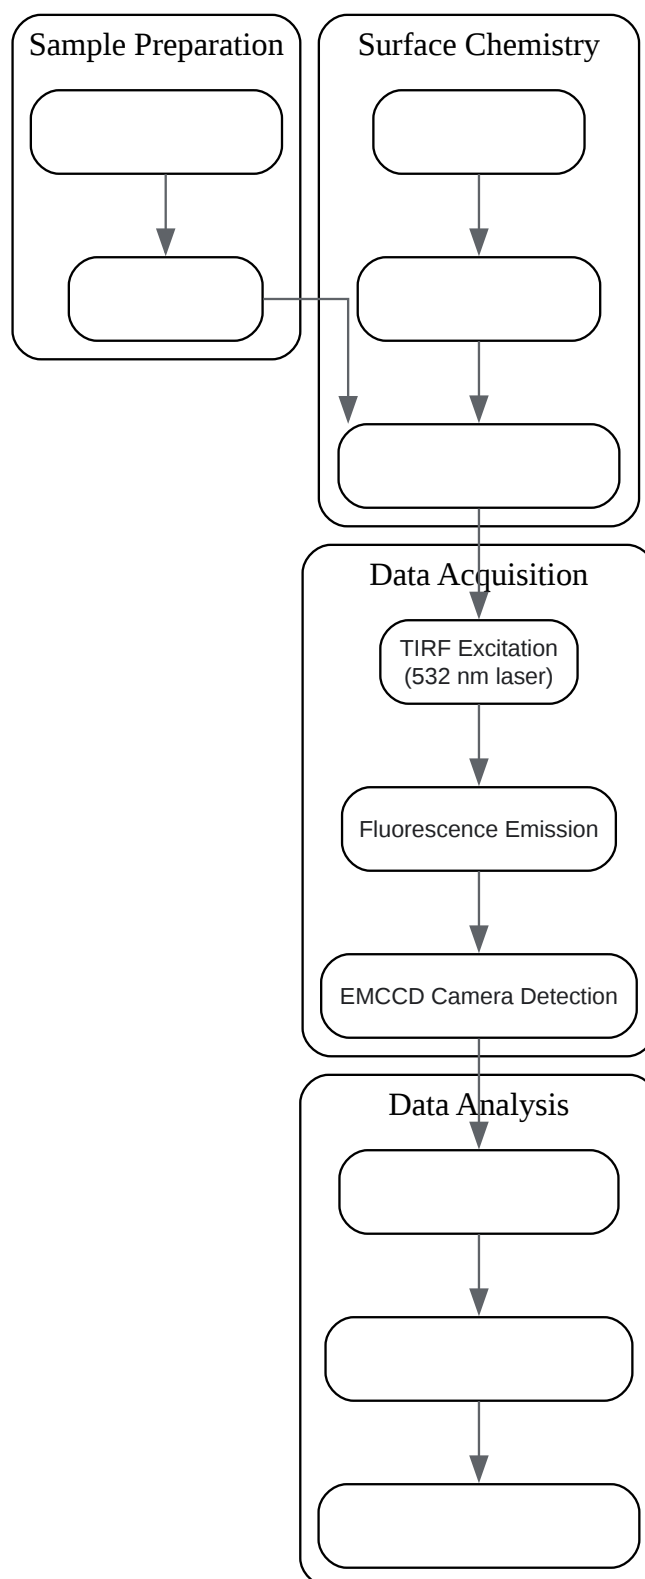 Sample Preparation
Surface Chemistry
Data Acquisition
TIRF Excitation
(532 nm laser)
Fluorescence Emission
EMCCD Camera Detection
Data Analysis